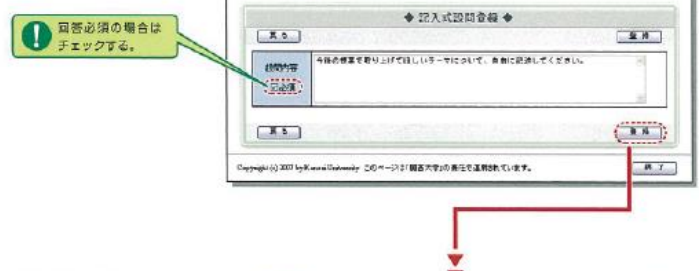 ◆ 記入式設問登録 ◆
回答必須の場合は
チェックする。
戻る
登録
設問内容
今後の授業で取り上げてほしいテーマについて、自由に記述してください。
必須
戻る
登録
Copyright (c) 2007 by Kansai University このページは「関西大学」の責任で運用されています。
終了